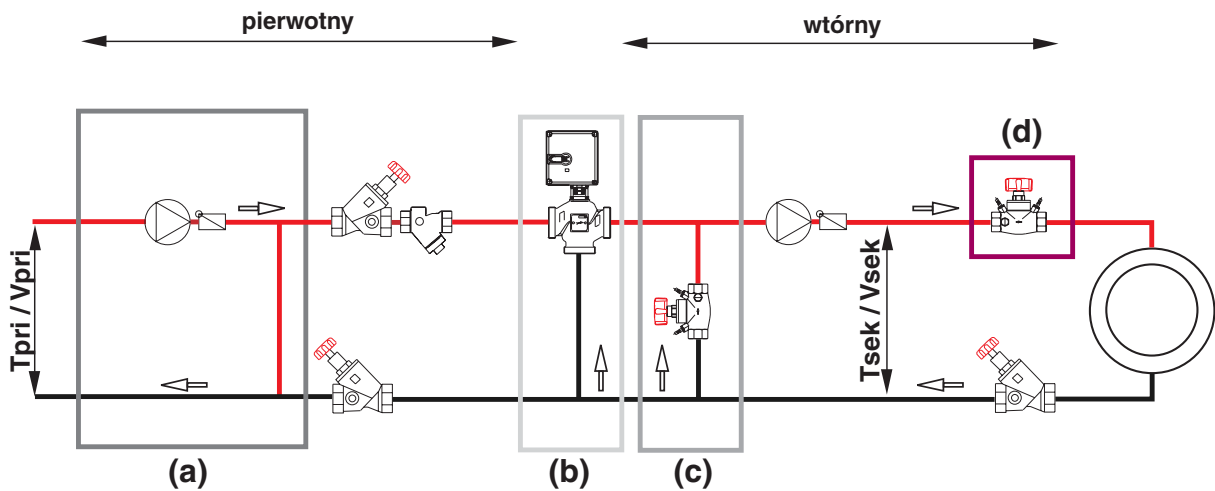 pierwotny
wtórny
(d)
Tpri / Vpri
Tsek / Vsek
(a)
(b)
(c)